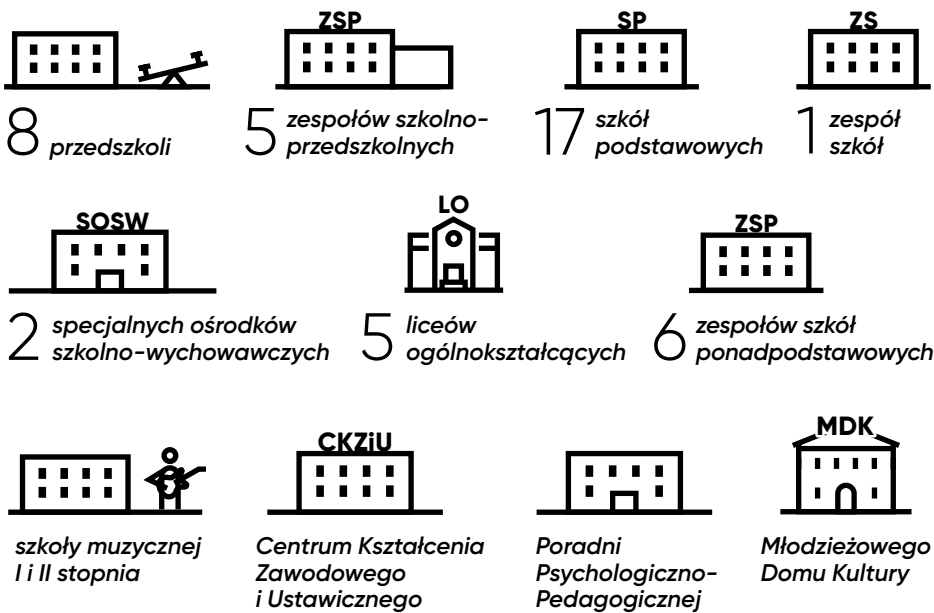 ZSP
SP
ZS
8 przedszkoli
5 zespołów szkolno-
przedszkolnych
17 szkół
podstawowych
1 zespół
szkół
SOSW
LO
ZSP
2 specjalnych ośrodków
szkolno-wychowawczych
5 liceów
ogólnokształcących
6 zespołów szkół
ponadpodstawowych
CKZiU
MDK
szkoły muzycznej
I i II stopnia
Centrum Kształcenia
Zawodowego
i Ustawicznego
Poradni
Psychologiczno-
Pedagogicznej
Młodzieżowego
Domu Kultury